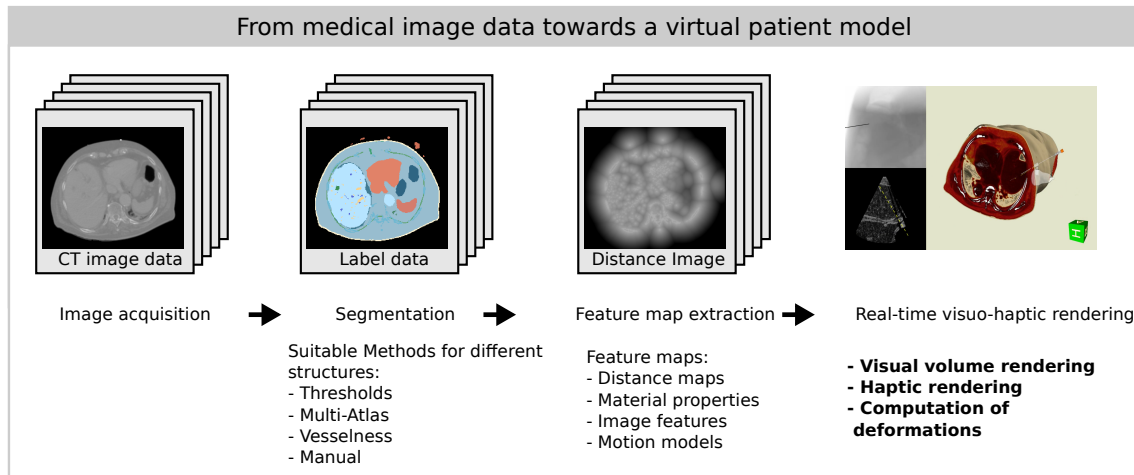 From medical image data towards a virtual patient model
CT image data
Label data
Distance Image
H
Image acquisition
Segmentation
Feature map extraction
Real-time visuo-haptic rendering
Suitable Methods for different
structures:
- Thresholds
- Multi-Atlas
- Vesselness
- Manual
Feature maps:
- Distance maps
- Material properties
- Image features
- Motion models
- Visual volume rendering
- Haptic rendering
- Computation of
deformations